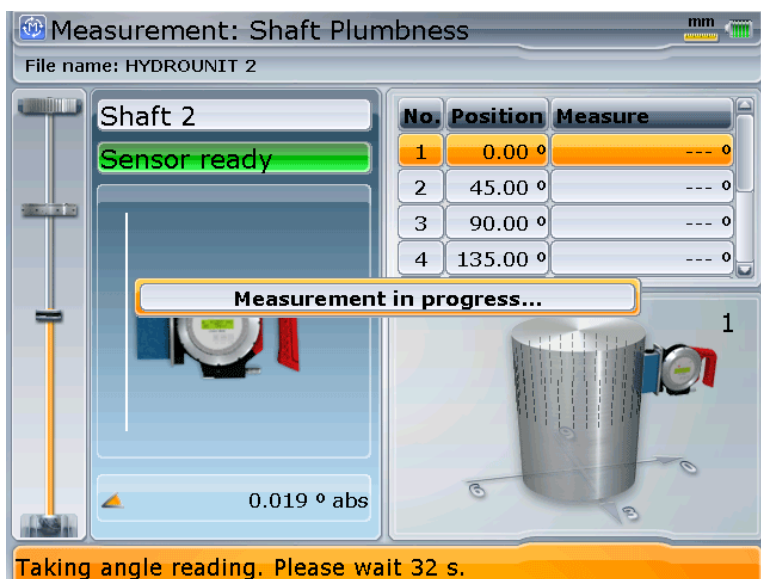 Measurement: Shaft Plumbness
mm
File name: HYDROUNIT 2
Shaft 2
Sensor ready
No. Position Measure
1 0.00 º --- º
2 45.00 º --- º
3 90.00 º --- º
4 135.00 º --- º
Measurement in progress...
1
0.019 º abs
Taking angle reading. Please wait 32 s.